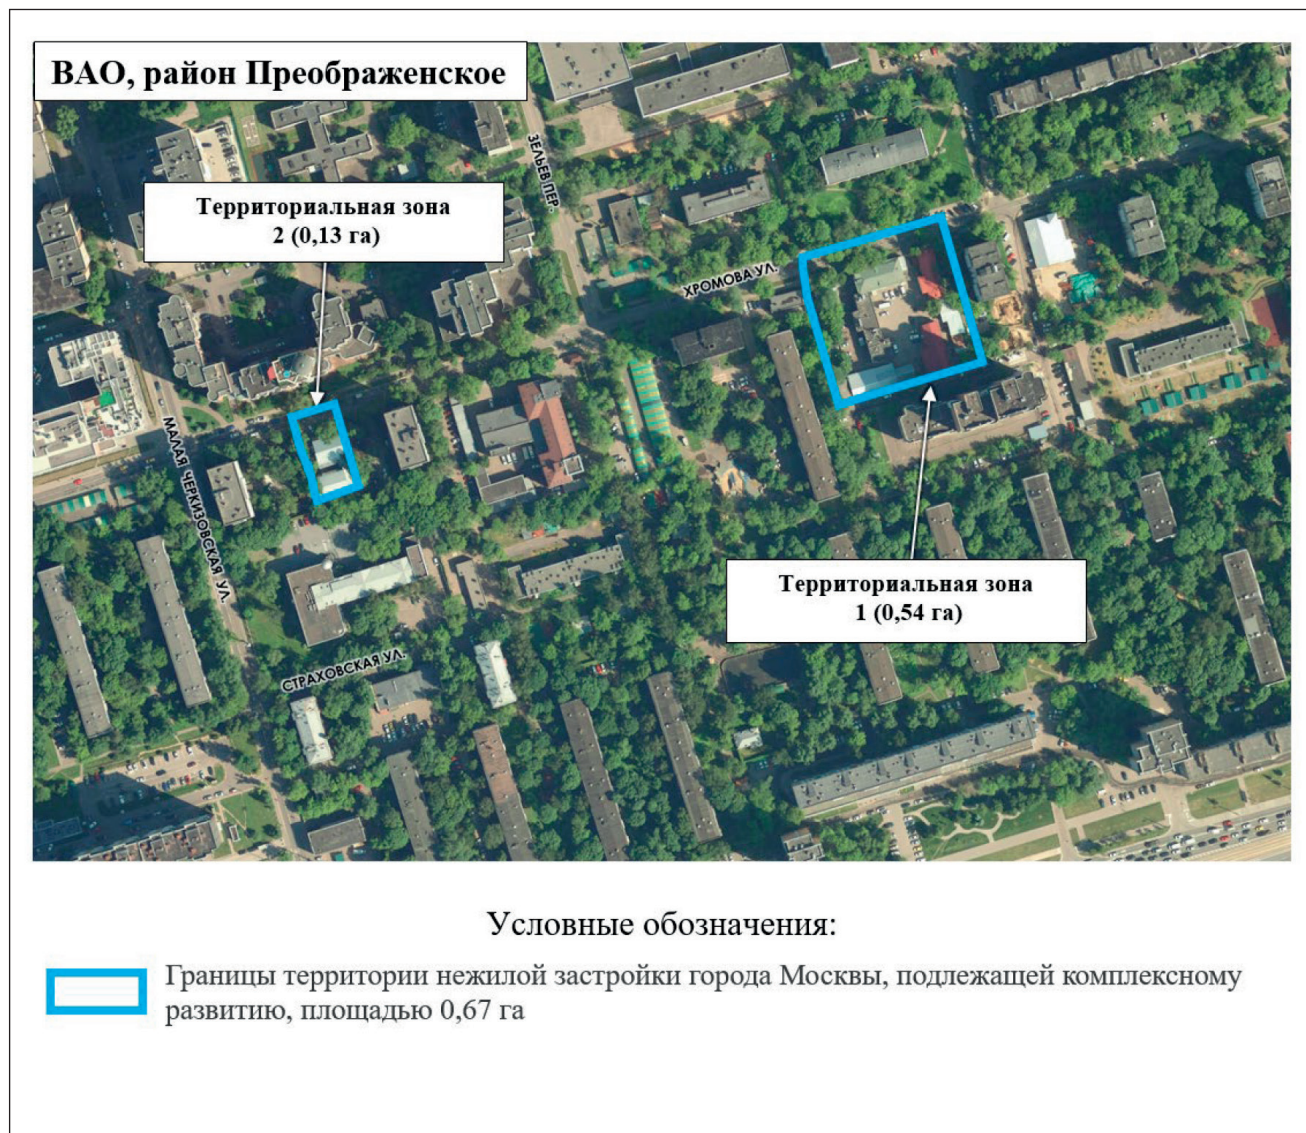 ВАО, район Преображенское
ЗЕЛЬЕВ ПЕР.
Территориальная зона
2 (0,13 га)
ХРОМОВА УЛ.
МАЛАЯ ЧЕРКИЗОВСКАЯ УЛ.
Территориальная зона
1 (0,54 га)
СТРАХОВСКАЯ УЛ.
Условные обозначения:
Границы территории нежилой застройки города Москвы, подлежащей комплексному
развитию, площадью 0,67 га